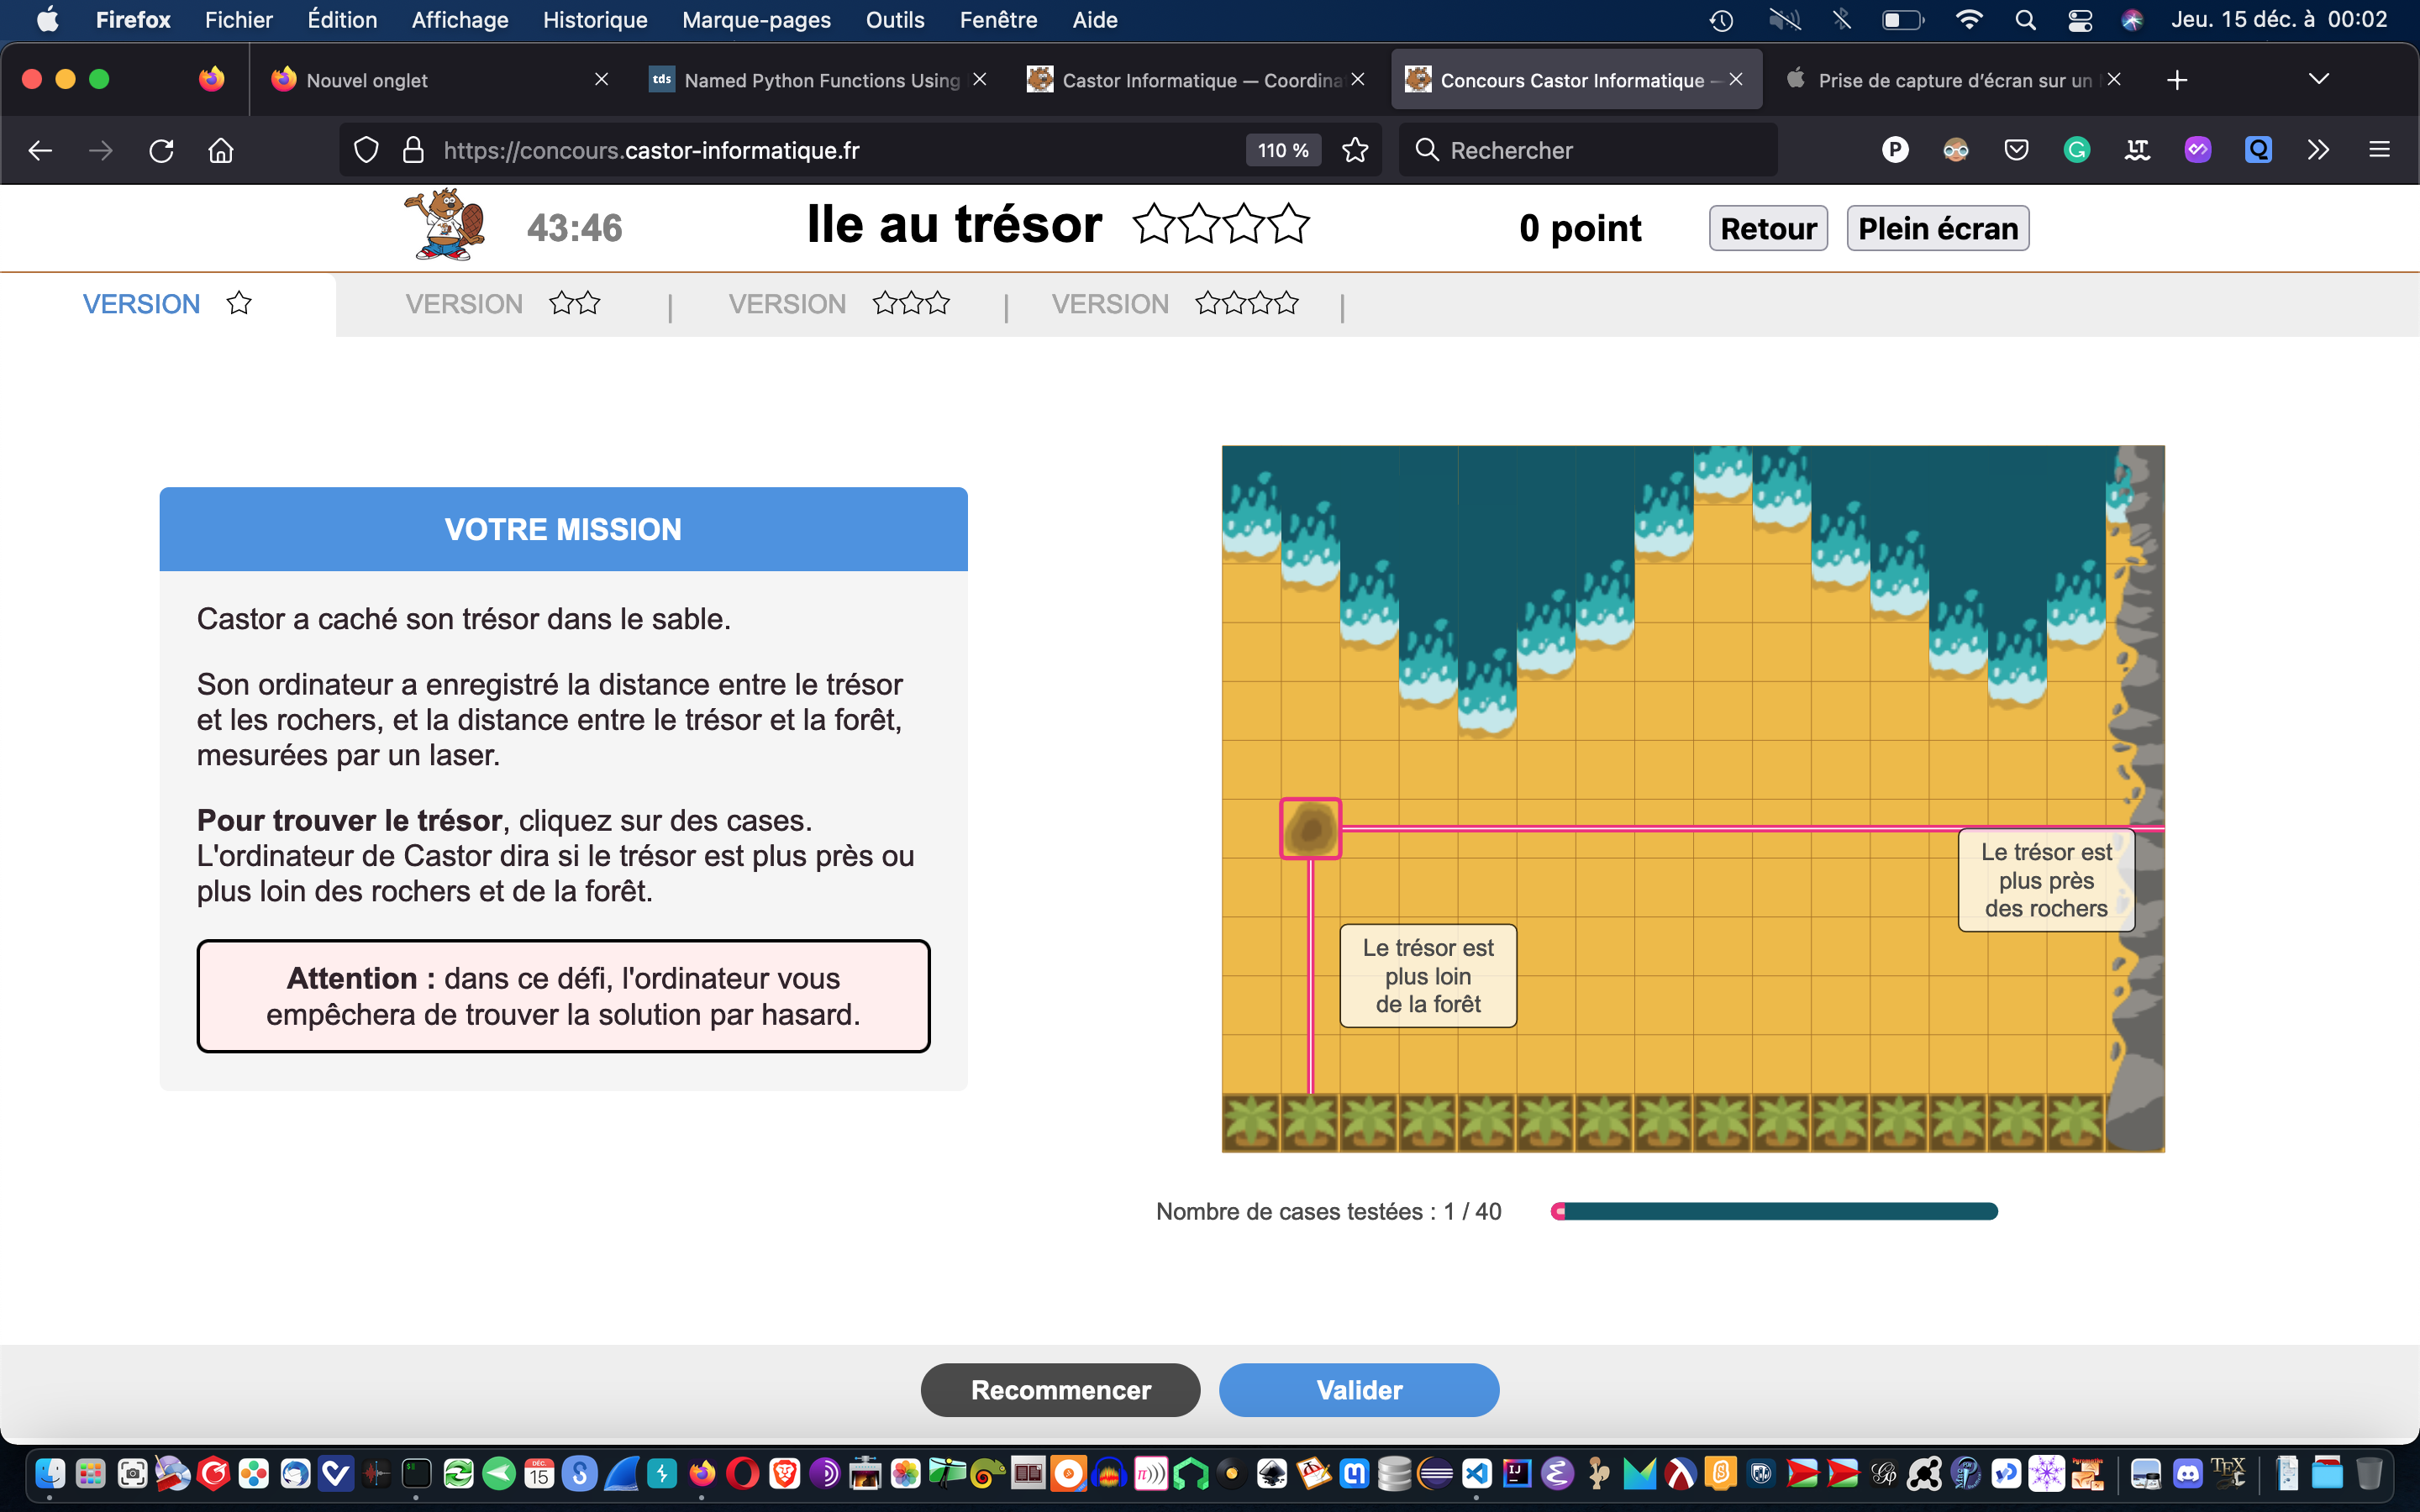 Firefox Fichier Édition Affichage Historique Marque-pages Outils Fenêtre Aide Jeu. 15 déc. à 00:02
Nouvel onglet tds Named Python Functions Using Castor Informatique — Coordina Concours Castor Informatique – Prise de capture d’écran sur un
https://concours.castor-informatique.fr 110 % Rechercher
43:46 Ile au trésor 0 point Retour Plein écran
VERSION VERSION | VERSION | VERSION |
VOTRE MISSION
Castor a caché son trésor dans le sable.
Son ordinateur a enregistré la distance entre le trésor
et les rochers, et la distance entre le trésor et la forêt,
mesurées par un laser.
Pour trouver le trésor, cliquez sur des cases.
L'ordinateur de Castor dira si le trésor est plus près ou
plus loin des rochers et de la forêt.
Attention : dans ce défi, l'ordinateur vous
empêchera de trouver la solution par hasard.
Le trésor est
plus près
des rochers
Le trésor est
plus loin
de la forêt
Nombre de cases testées : 1 / 40
Recommencer Valider
DÉC.
15